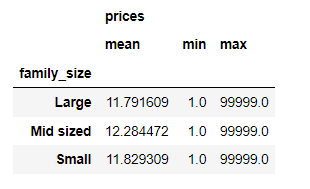 prices
mean min max
family_size
Large 11.791609 1.0 99999.0
Mid sized 12.284472 1.0 99999.0
Small 11.829309 1.0 99999.0